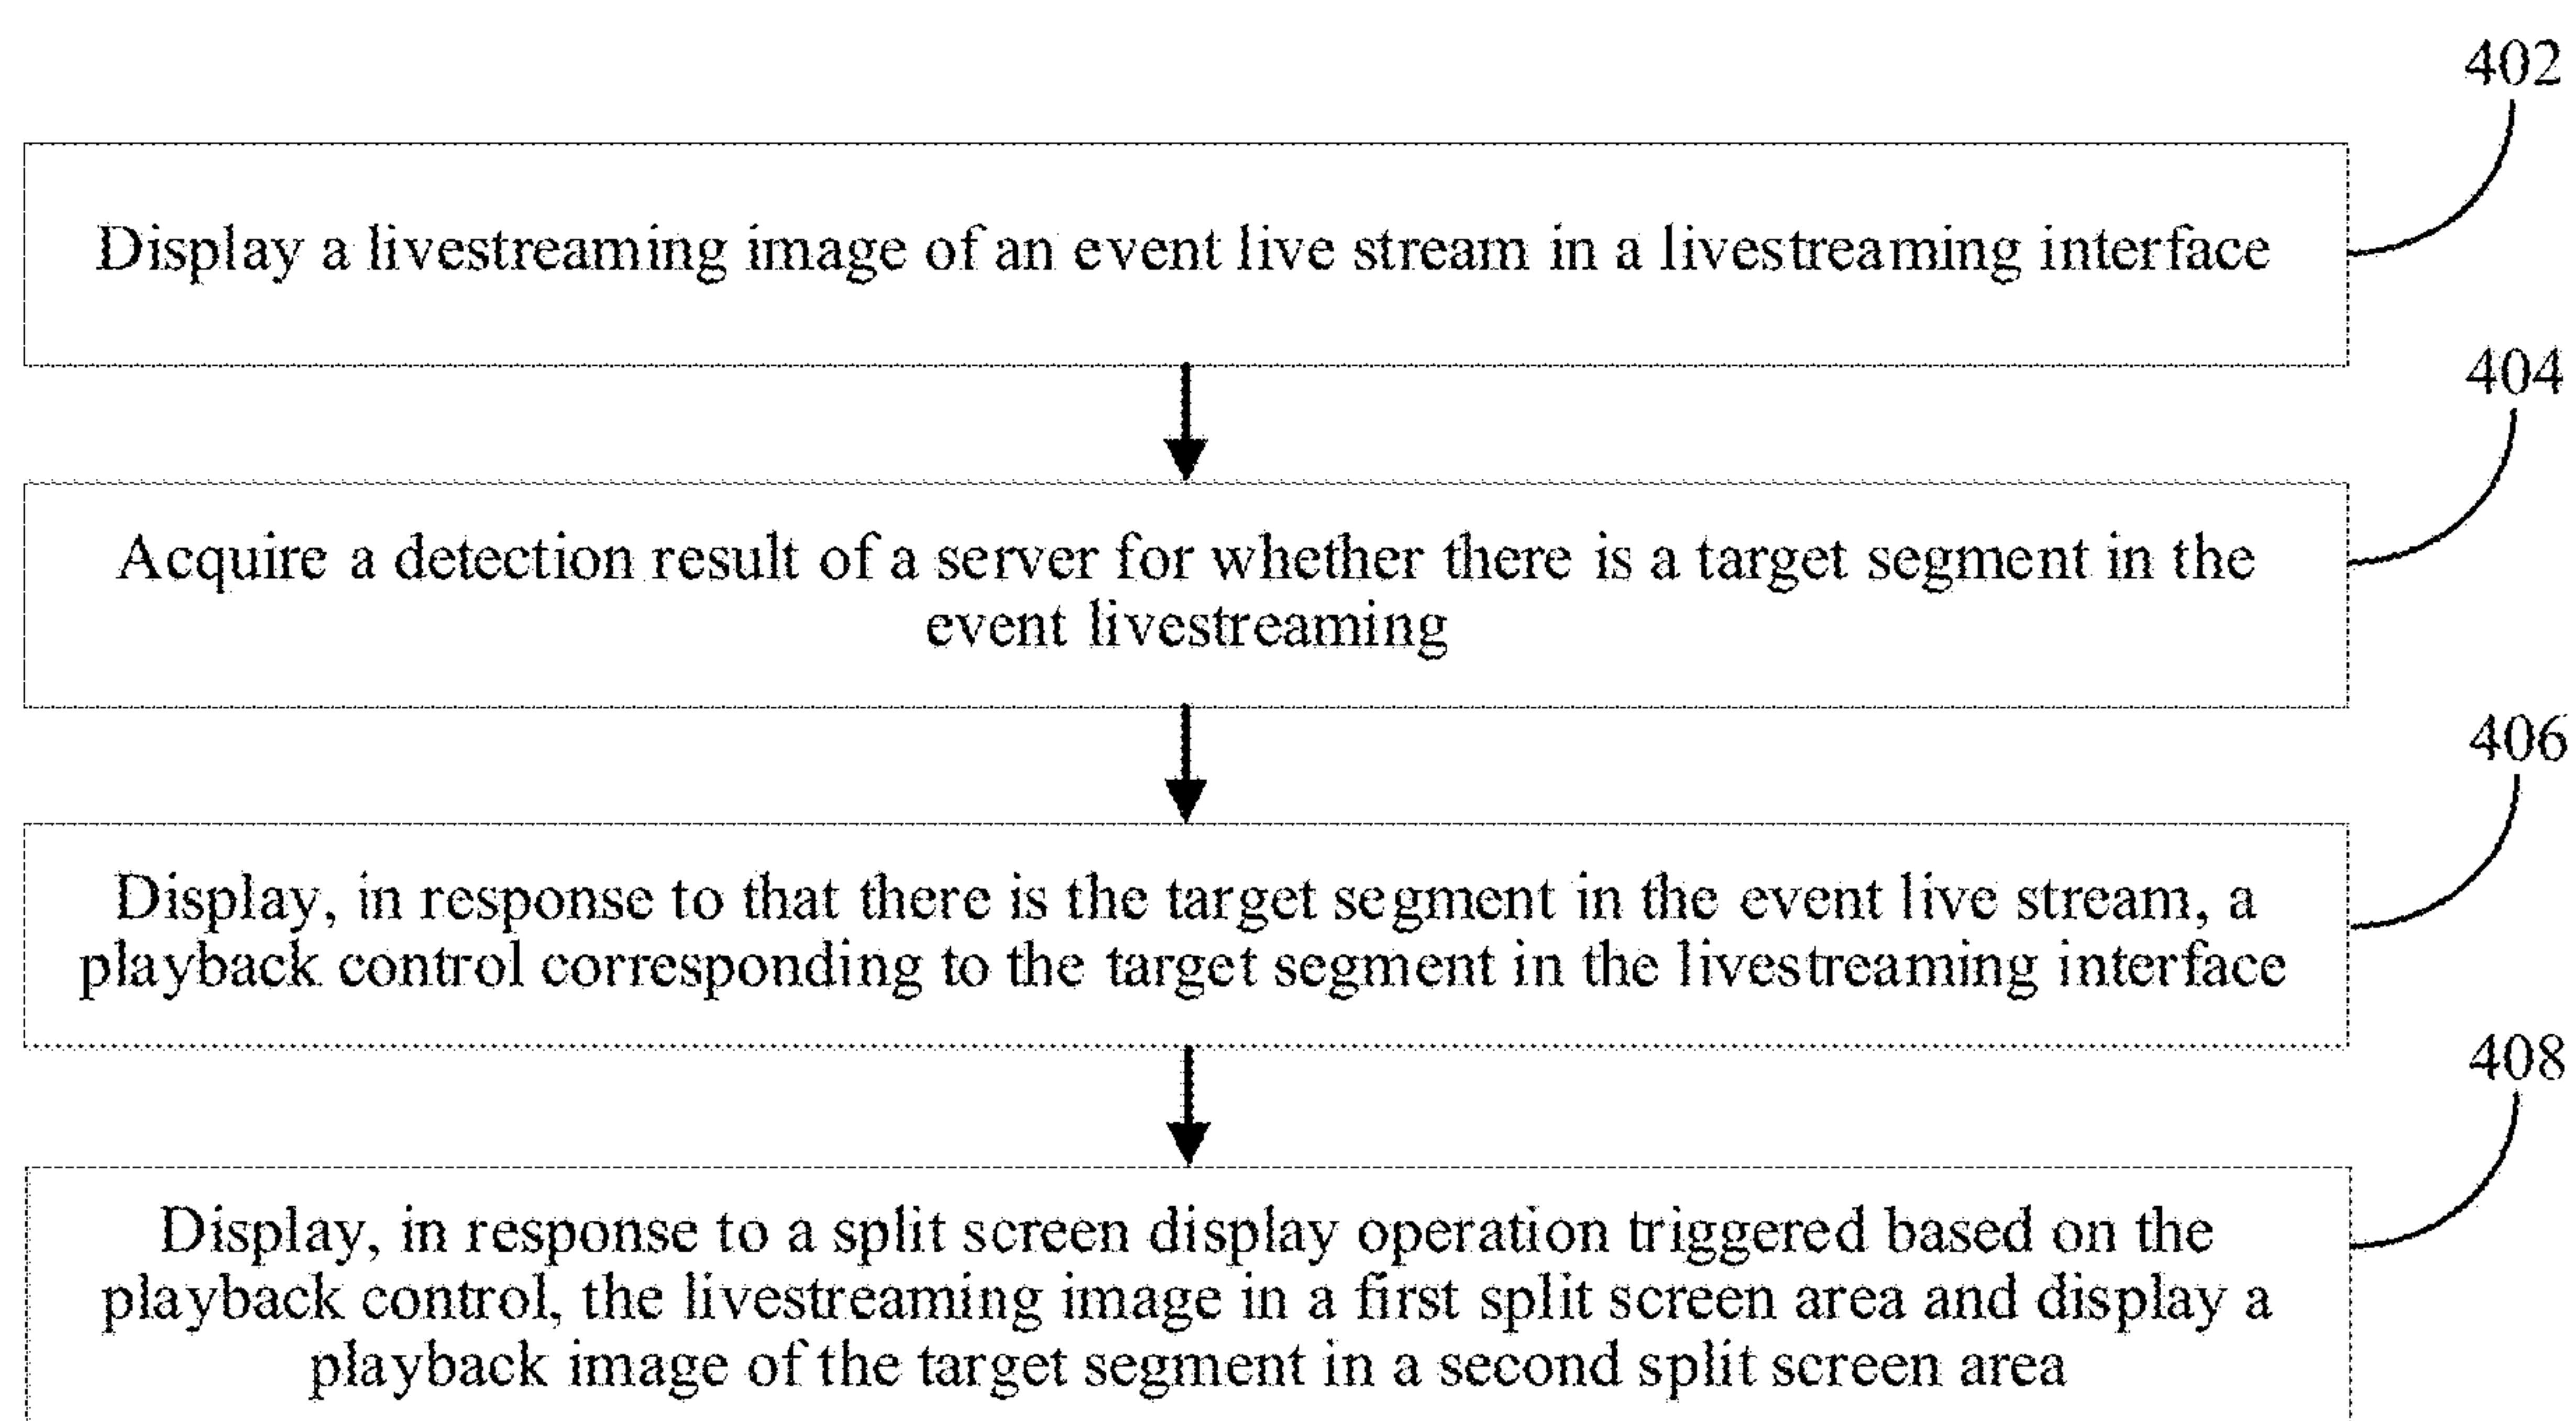 402
Display a livestreaming image of an event live stream in a livestreaming interface
404
Acquire a detection result of a server for whether there is a target segment in the
event livestreaming
406
Display, in response to that there is the target segment in the event live stream, a
playback control corresponding to the target segment in the livestreaming interface
408
Display, in response to a split screen display operation triggered based on the
playback control, the livestreaming image in a first split screen area and display a
playback image of the target segment in a second split screen area